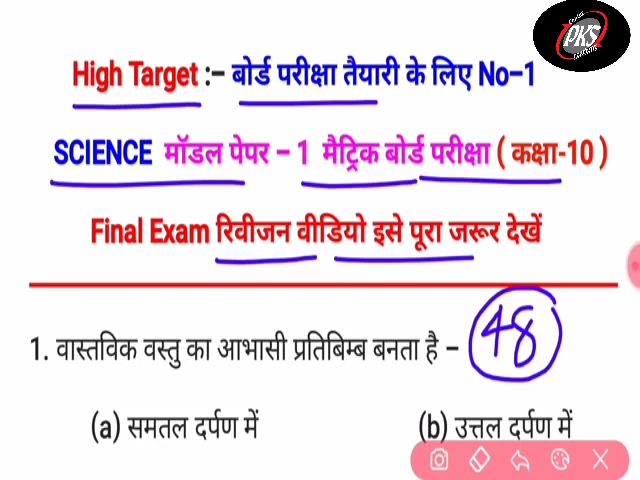 PKS
High Target :– बोर्ड परीक्षा तैयारी के लिए No–1
SCIENCE मॉडल पेपर – 1 मैट्रिक बोर्ड परीक्षा ( कक्षा-10 )
Final Exam रिवीजन वीडियो इसे पूरा जरूर देखें
48
1. वास्तविक वस्तु का आभासी प्रतिबिम्ब बनता है –
(a) समतल दर्पण में (b) उत्तल दर्पण में